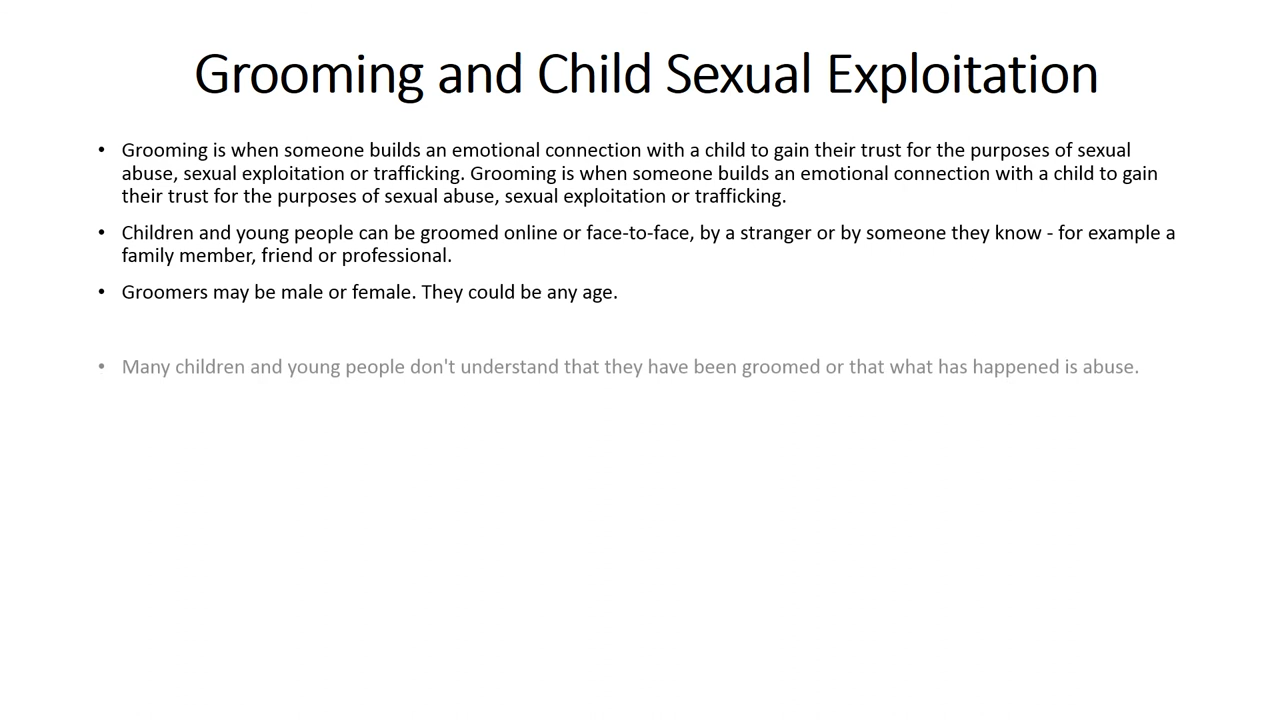 Grooming and Child Sexual Exploitation
• Grooming is when someone builds an emotional connection with a child to gain their trust for the purposes of sexual
abuse, sexual exploitation or trafficking. Grooming is when someone builds an emotional connection with a child to gain
their trust for the purposes of sexual abuse, sexual exploitation or trafficking.
• Children and young people can be groomed online or face-to-face, by a stranger or by someone they know - for example a
family member, friend or professional.
• Groomers may be male or female. They could be any age.
• Many children and young people don't understand that they have been groomed or that what has happened is abuse.